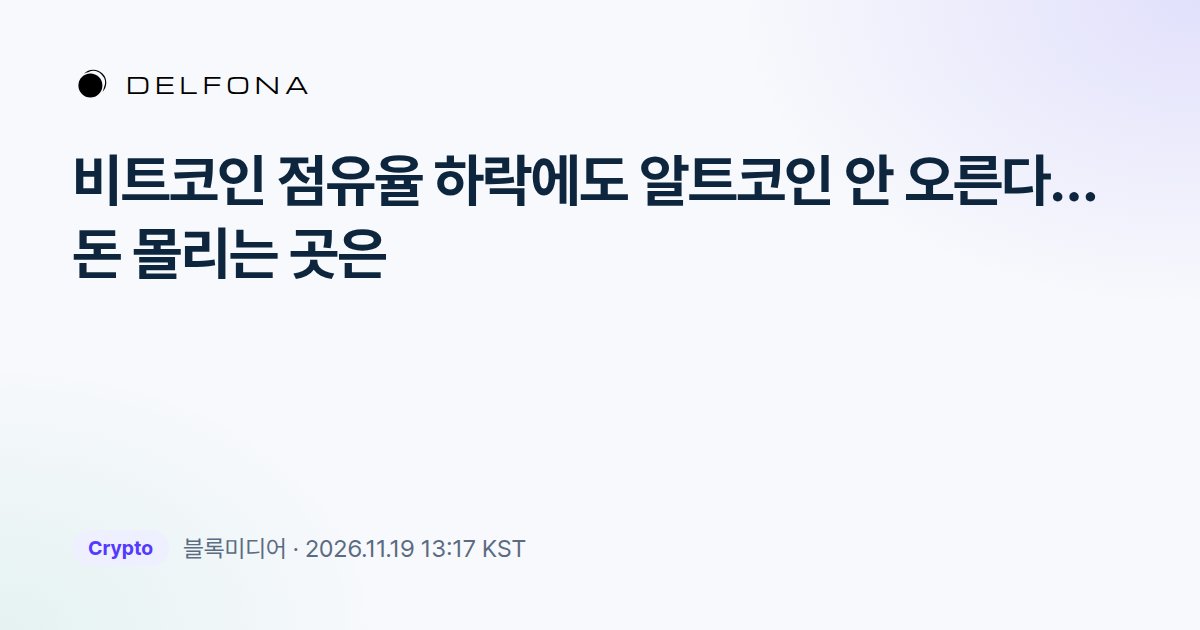 DELFONA
비트코인 점유율 하락에도 알트코인 안 오른다…
돈 몰리는 곳은
Crypto 블록미디어 · 2026.11.19 13:17 KST